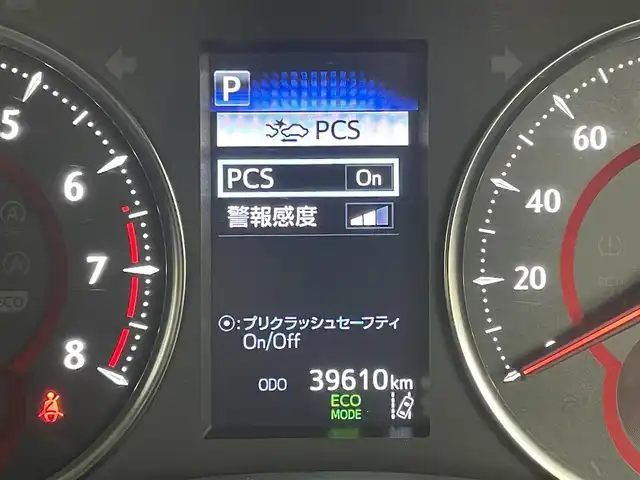 P
PCS
PCS On
警報感度
⦿:プリクラッシュセーフティ
On/Off
ODO 39610km
ECO
MODE
5
6
7
8
ECO
60
40
20